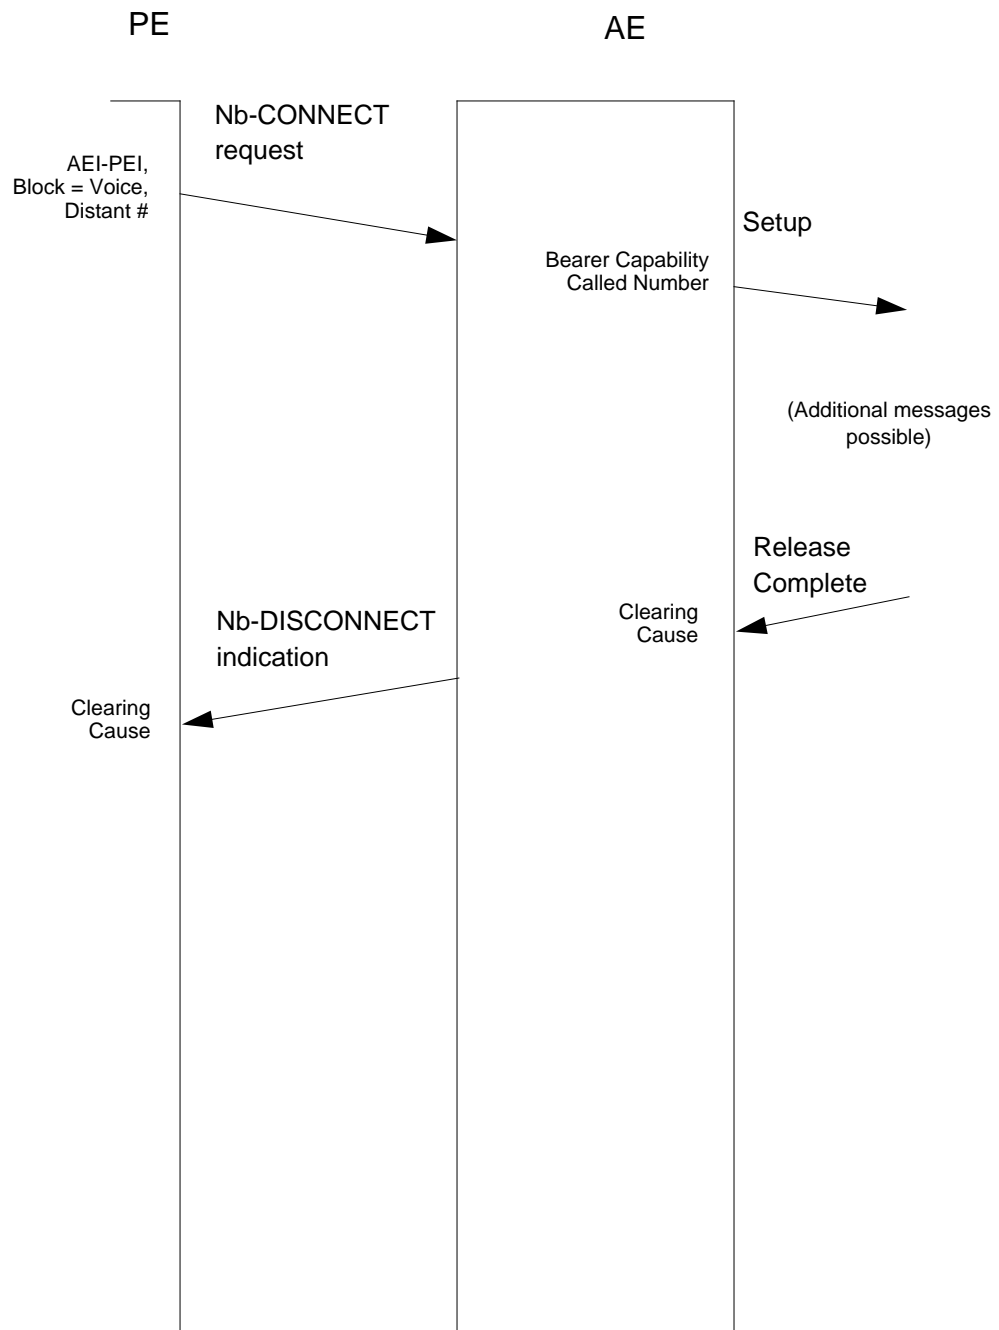 PE
AE
Nb-CONNECT
request
AEI-PEI,
Block = Voice,
Distant #
Setup
Bearer Capability
Called Number
(Additional messages
possible)
Release
Complete
Clearing
Cause
Nb-DISCONNECT
indication
Clearing
Cause